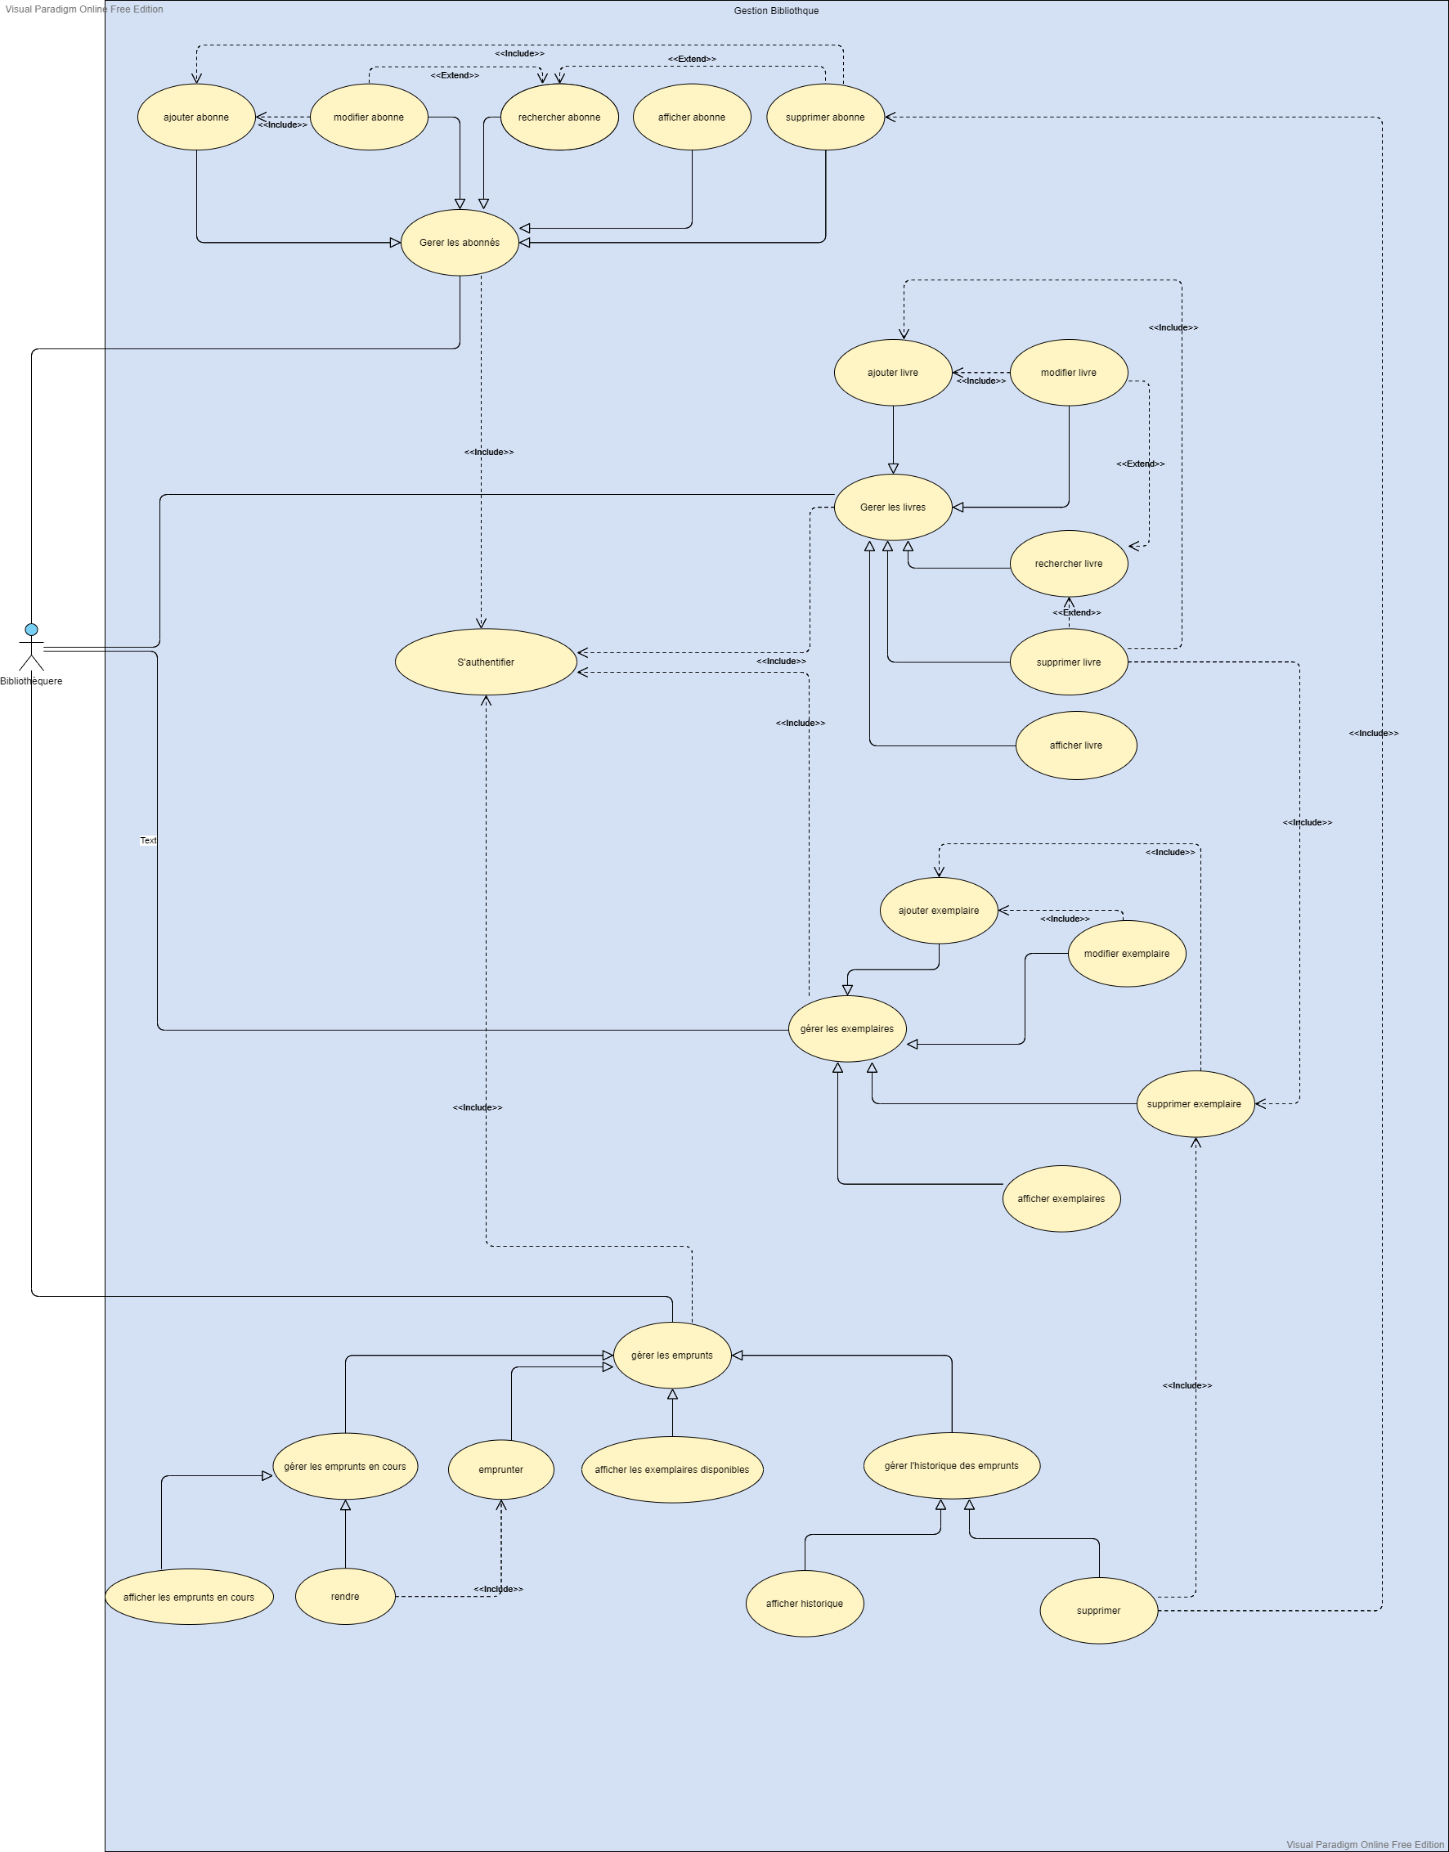 Visual Paradigm Online Free Edition
Gestion Bibliothque
<<Include>>
<<Extend>>
<<Extend>>
ajouter abonne
modifier abonne
rechercher abonne
afficher abonne
supprimer abonne
<<Include>>
Gerer les abonnés
<<Include>>
ajouter livre
modifier livre
<<Include>>
<<Include>>
<<Extend>>
Gerer les livres
rechercher livre
<<Extend>>
Bibliothèquere
S'authentifier
<<Include>>
supprimer livre
<<Include>>
<<Include>>
afficher livre
<<Include>>
Text
<<Include>>
ajouter exemplaire
<<Include>>
modifier exemplaire
gérer les exemplaires
<<Include>>
supprimer exemplaire
afficher exemplaires
gérer les emprunts
<<Include>>
gérer les emprunts en cours
emprunter
afficher les exemplaires disponibles
gérer l'historique des emprunts
<<Include>>
afficher les emprunts en cours
rendre
afficher historique
supprimer
Visual Paradigm Online Free Edition